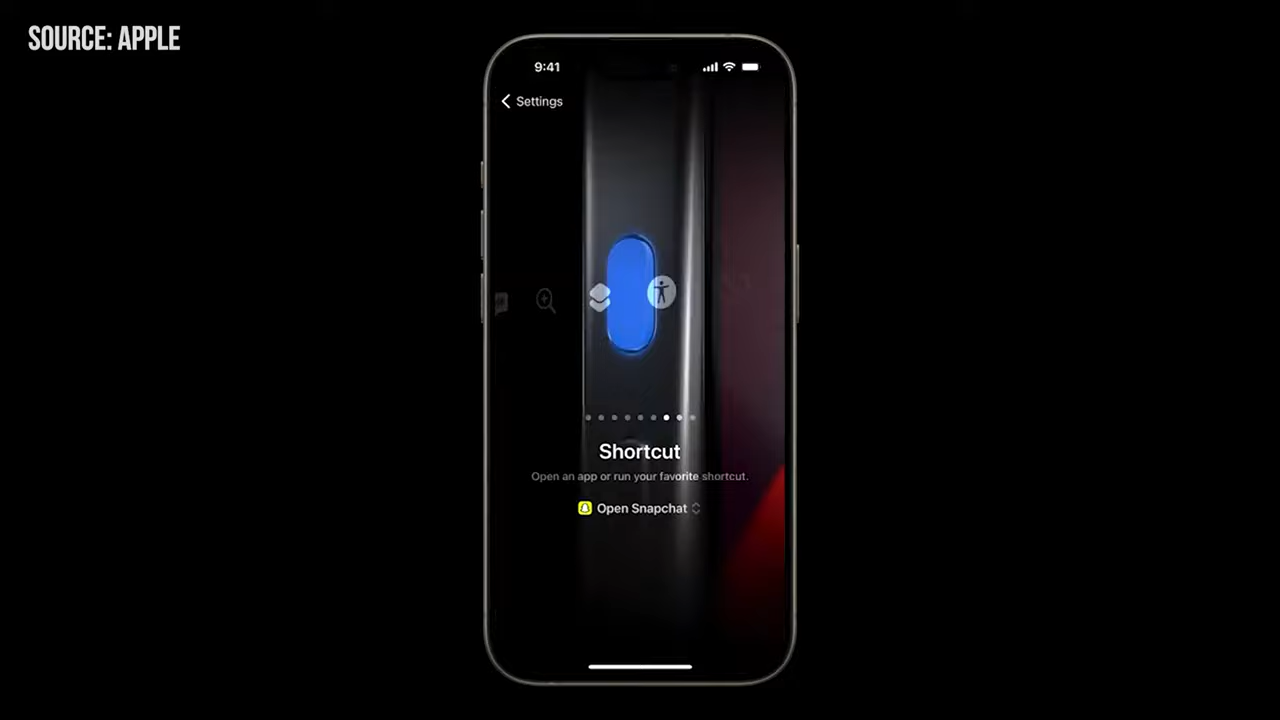 SOURCE: APPLE
9:41
Settings
Shortcut
Open an app or run your favorite shortcut.
Open Snapchat